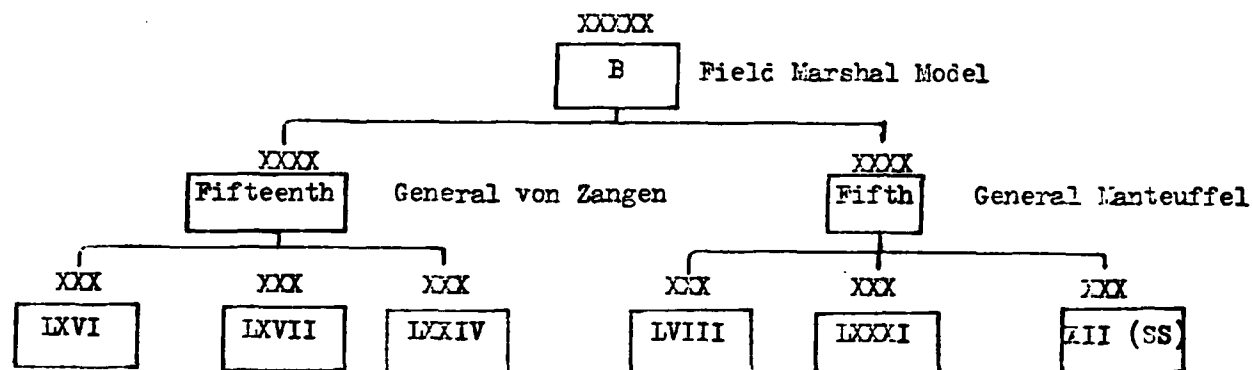 XXXXX
B Field Marshal Model
XXXX XXXX
Fifteenth General von Zangen Fifth General Manteuffel
XXX XXX XXX XXX XXX XXX
LXVI LXVII LXXIV LVIII LXXXI XII (SS)